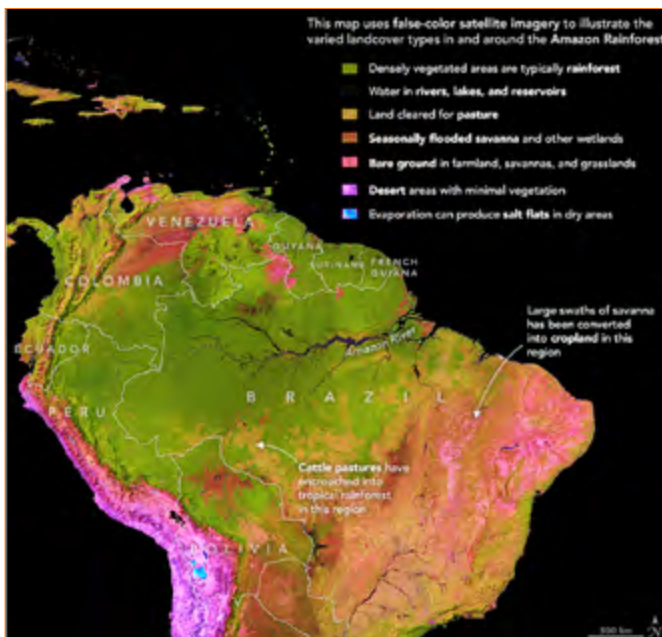 This map uses false-color satellite imagery to illustrate the
varied landcover types in and around the Amazon Rainforest
Densely vegetated areas are typically rainforest
Water in rivers, lakes, and reservoirs
Land cleared for pasture
Seasonally flooded savanna and other wetlands
Bare ground in farmland, savannas, and grasslands
Desert areas with minimal vegetation
Evaporation can produce salt flats in dry areas
VENEZUELA
GUYANA
SURINAME
FRENCH
GUIANA
COLOMBIA
Large swaths of savanna
has been converted
into cropland in this
region
Amazon River
ECUADOR
BRAZIL
PERU
Cattle pastures have
encroached into
tropical rainforest
in this region
BOLIVIA